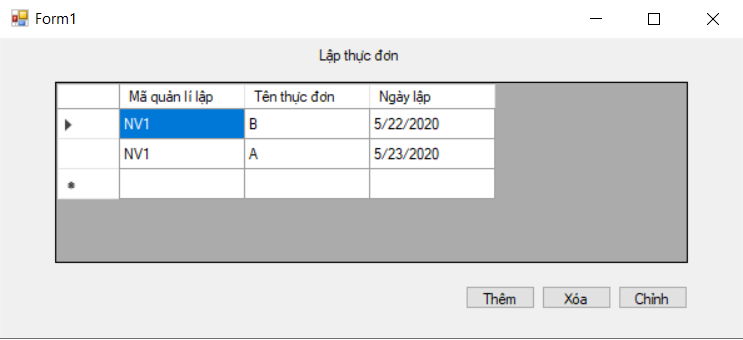 Form1
Lập thực đơn
Mã quản lí lập Tên thực đơn Ngày lập
NV1 B 5/22/2020
NV1 A 5/23/2020
Thêm Xóa Chỉnh